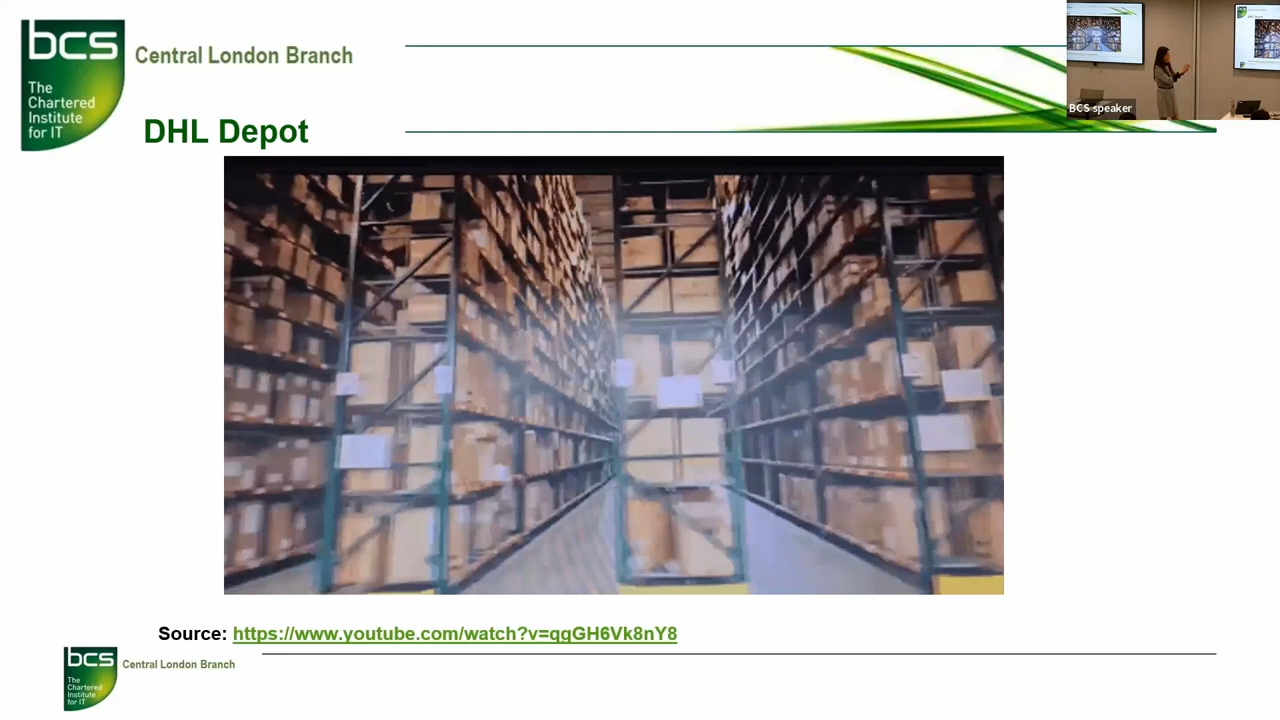 bcs
The
Chartered
Institute
for IT
Central London Branch
DHL Depot
BCS speaker
Source: https://www.youtube.com/watch?v=qgGH6Vk8nY8
bcs
The
Chartered
Institute
for IT
Central London Branch